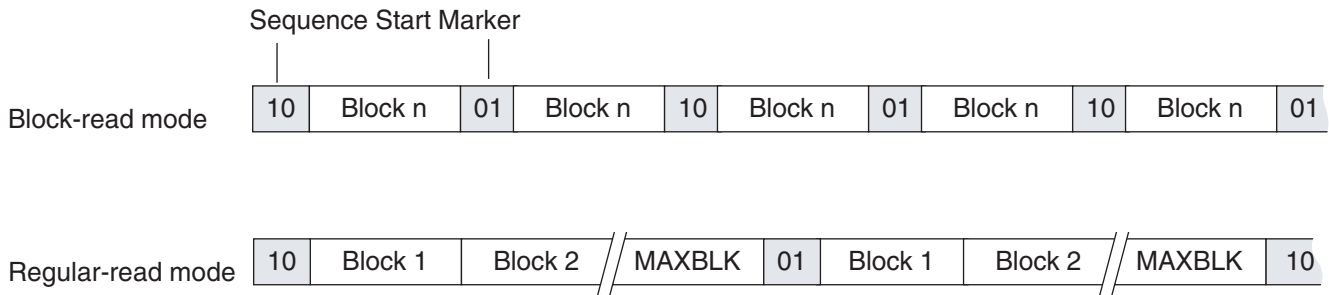 Sequence Start Marker
Block-read mode 10 Block n 01 Block n 10 Block n 01 Block n 10 Block n 01
Regular-read mode 10 Block 1 Block 2 MAXBLK 01 Block 1 Block 2 MAXBLK 10